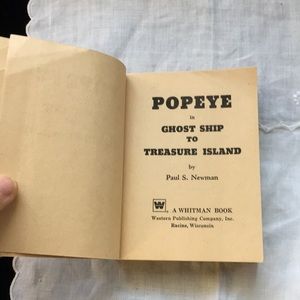 POPEYE
in
GHOST SHIP
TO
TREASURE ISLAND
by
Paul S. Newman
W
A WHITMAN BOOK
Western Publishing Company, Inc.
Racine, Wisconsin